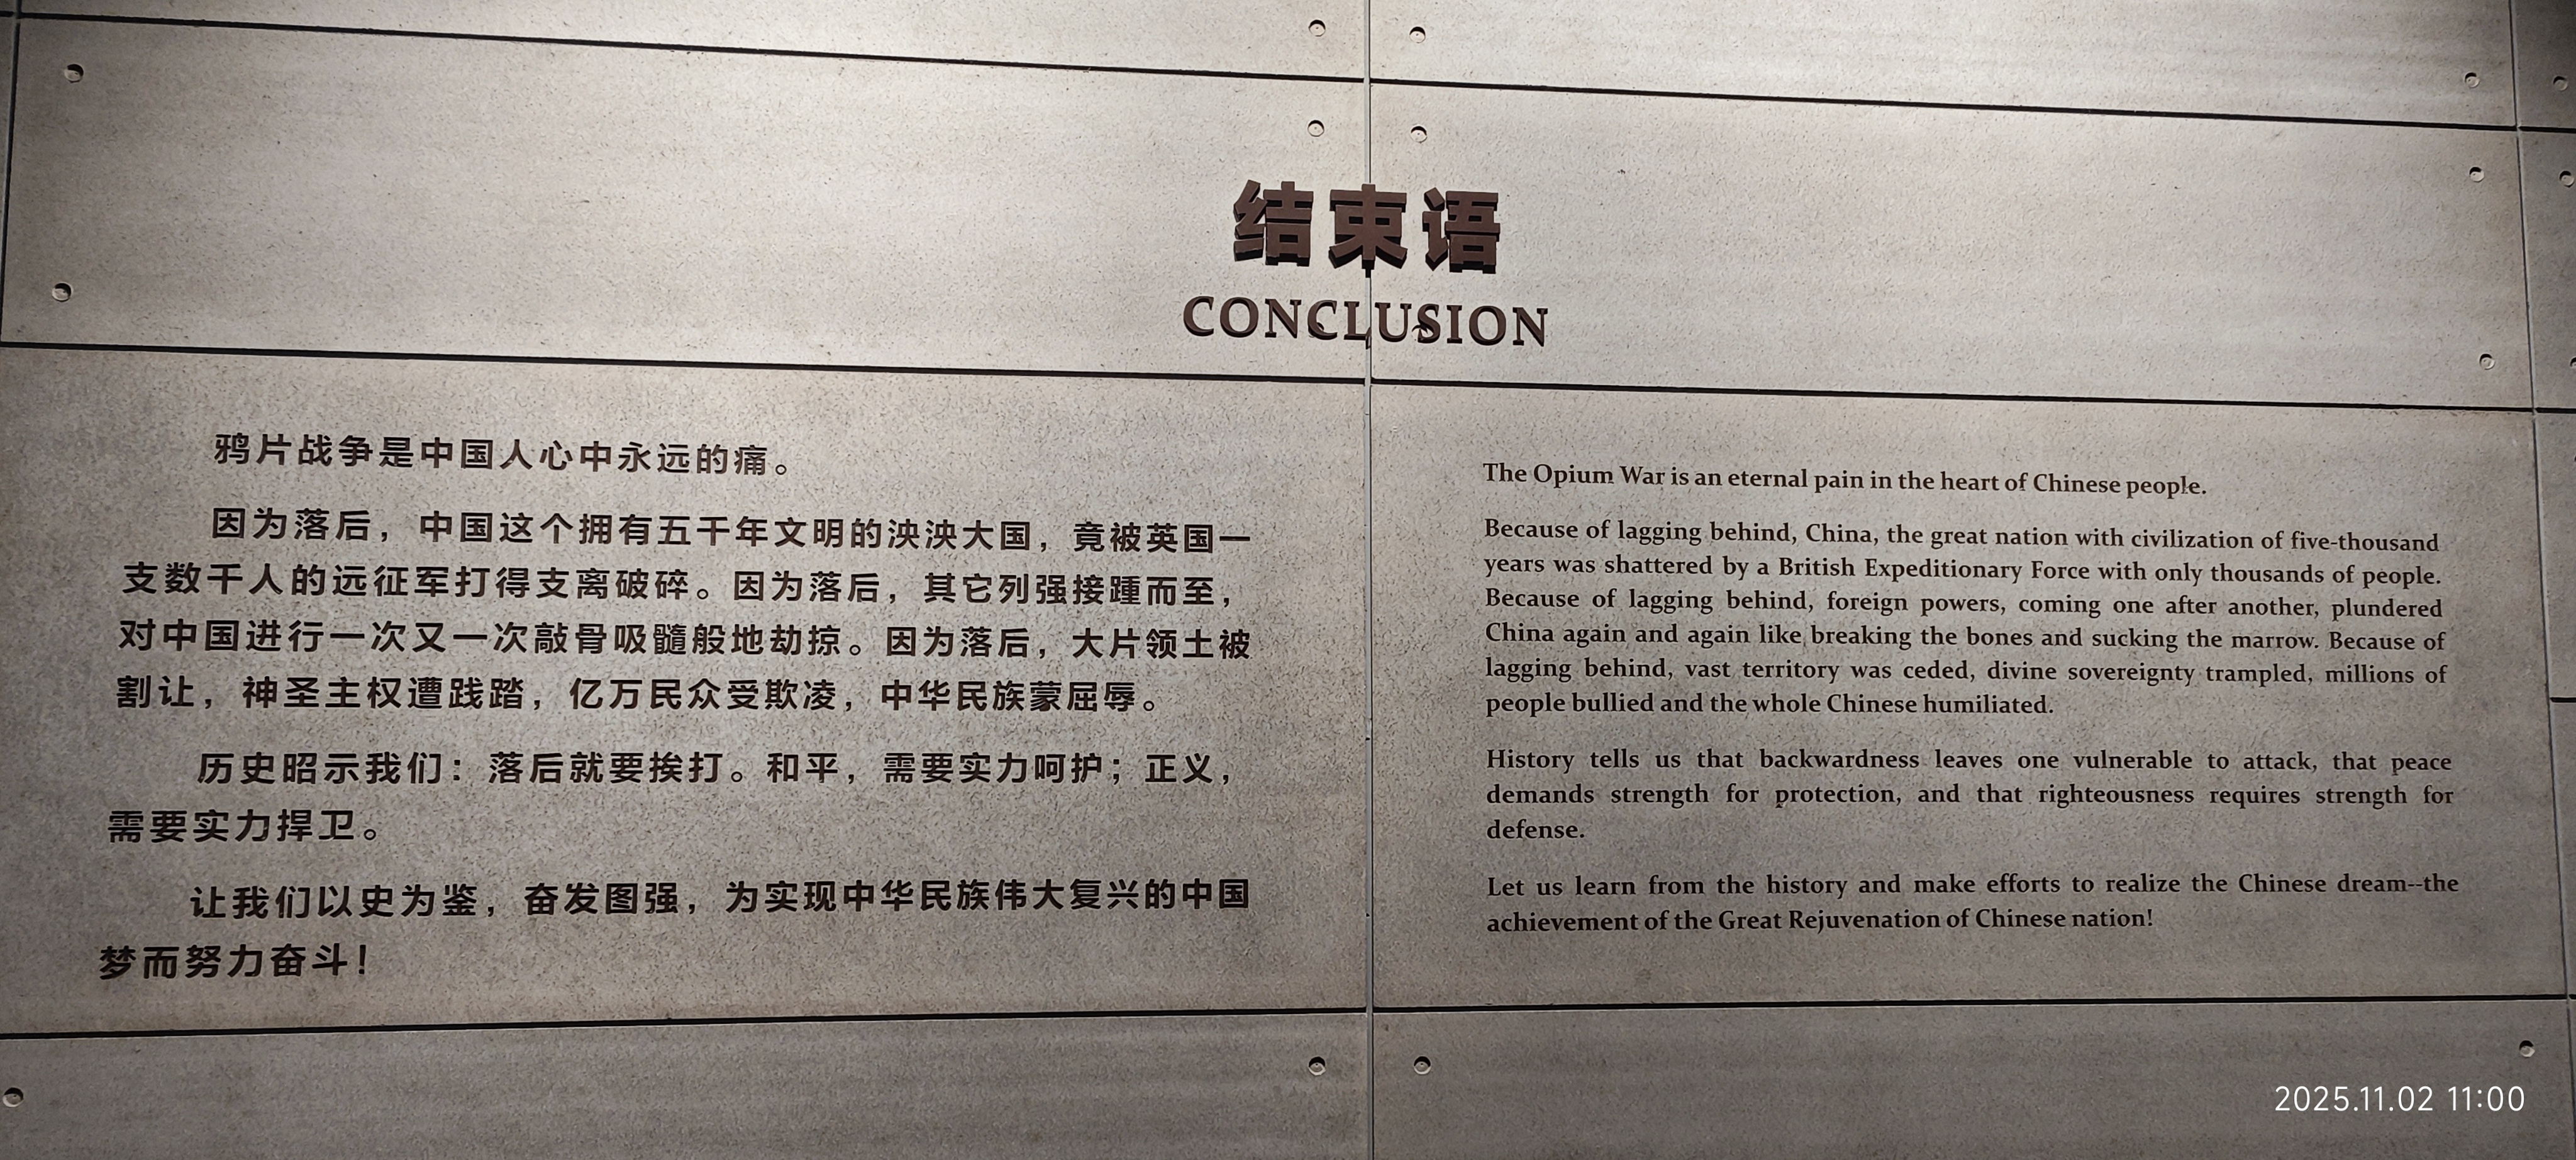 结束语
CONCLUSION
鸦片战争是中国人心中永远的痛。
因为落后，中国这个拥有五千年文明的泱泱大国，竟被英国一
支数千人的远征军打得支离破碎。因为落后，其它列强接踵而至，
对中国进行一次又一次敲骨吸髓般地劫掠。因为落后，大片领土被
割让，神圣主权遭践踏，亿万民众受欺凌，中华民族蒙屈辱。
历史昭示我们：落后就要挨打。和平，需要实力呵护；正义，
需要实力捍卫。
让我们以史为鉴，奋发图强，为实现中华民族伟大复兴的中国
梦而努力奋斗！
The Opium War is an eternal pain in the heart of Chinese people.
Because of lagging behind, China, the great nation with civilization of five-thousand
years was shattered by a British Expeditionary Force with only thousands of people.
Because of lagging behind, foreign powers, coming one after another, plundered
China again and again like breaking the bones and sucking the marrow. Because of
lagging behind, vast territory was ceded, divine sovereignty trampled, millions of
people bullied and the whole Chinese humiliated.
History tells us that backwardness leaves one vulnerable to attack, that peace
demands strength for protection, and that righteousness requires strength for
defense.
Let us learn from the history and make efforts to realize the Chinese dream--the
achievement of the Great Rejuvenation of Chinese nation!
2025.11.02 11:00